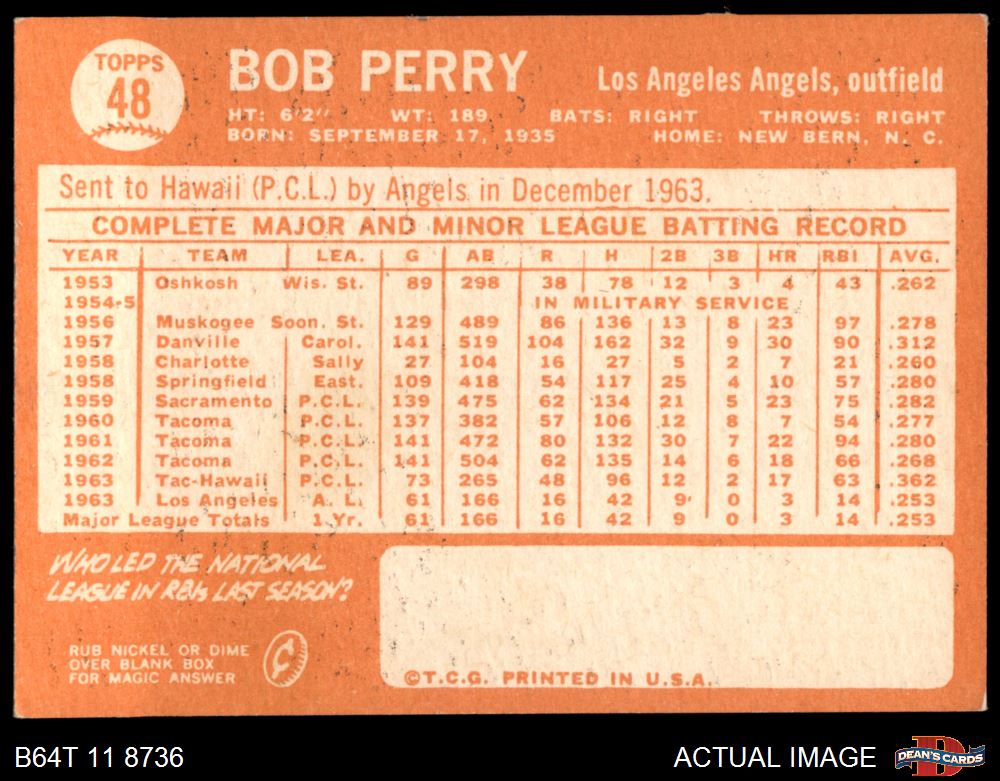 TOPPS
48
BOB PERRY
Los Angeles Angels, outfield
HT: 6'2" WT: 189 BATS: RIGHT THROWS: RIGHT
BORN: SEPTEMBER 17, 1935 HOME: NEW BERN, N. C.
Sent to Hawaii (P.C.L.) by Angels in December 1963.
COMPLETE MAJOR AND MINOR LEAGUE BATTING RECORD
YEAR TEAM LEA. G AB R H 2B 3B HR RBI AVG.
1953 Oshkosh Wis. St. 89 298 38 78 12 3 4 43 .262
1954-5 IN MILITARY SERVICE
1956 Muskogee Soon. St. 129 489 86 136 13 8 23 97 .278
1957 Danville Carol. 141 519 104 162 32 9 30 90 .312
1958 Charlotte Sally 27 104 16 27 5 2 7 21 .260
1958 Springfield East. 109 418 54 117 25 4 10 57 .280
1959 Sacramento P.C.L. 139 475 62 134 21 5 23 75 .282
1960 Tacoma P.C.L. 137 382 57 106 12 8 7 54 .277
1961 Tacoma P.C.L. 141 472 80 132 30 7 22 94 .280
1962 Tacoma P.C.L. 141 504 62 135 14 6 18 66 .268
1963 Tac-Hawaii P.C.L. 73 265 48 96 12 2 17 63 .362
1963 Los Angeles A. L. 61 166 16 42 9 0 3 14 .253
Major League Totals 1 Yr. 61 166 16 42 9 0 3 14 .253
WHO LED THE NATIONAL
LEAGUE IN RBIs LAST SEASON?
RUB NICKEL OR DIME
OVER BLANK BOX
FOR MAGIC ANSWER
©T.C.G. PRINTED IN U.S.A.
B64T 11 8736
ACTUAL IMAGE
DEAN'S CARDS